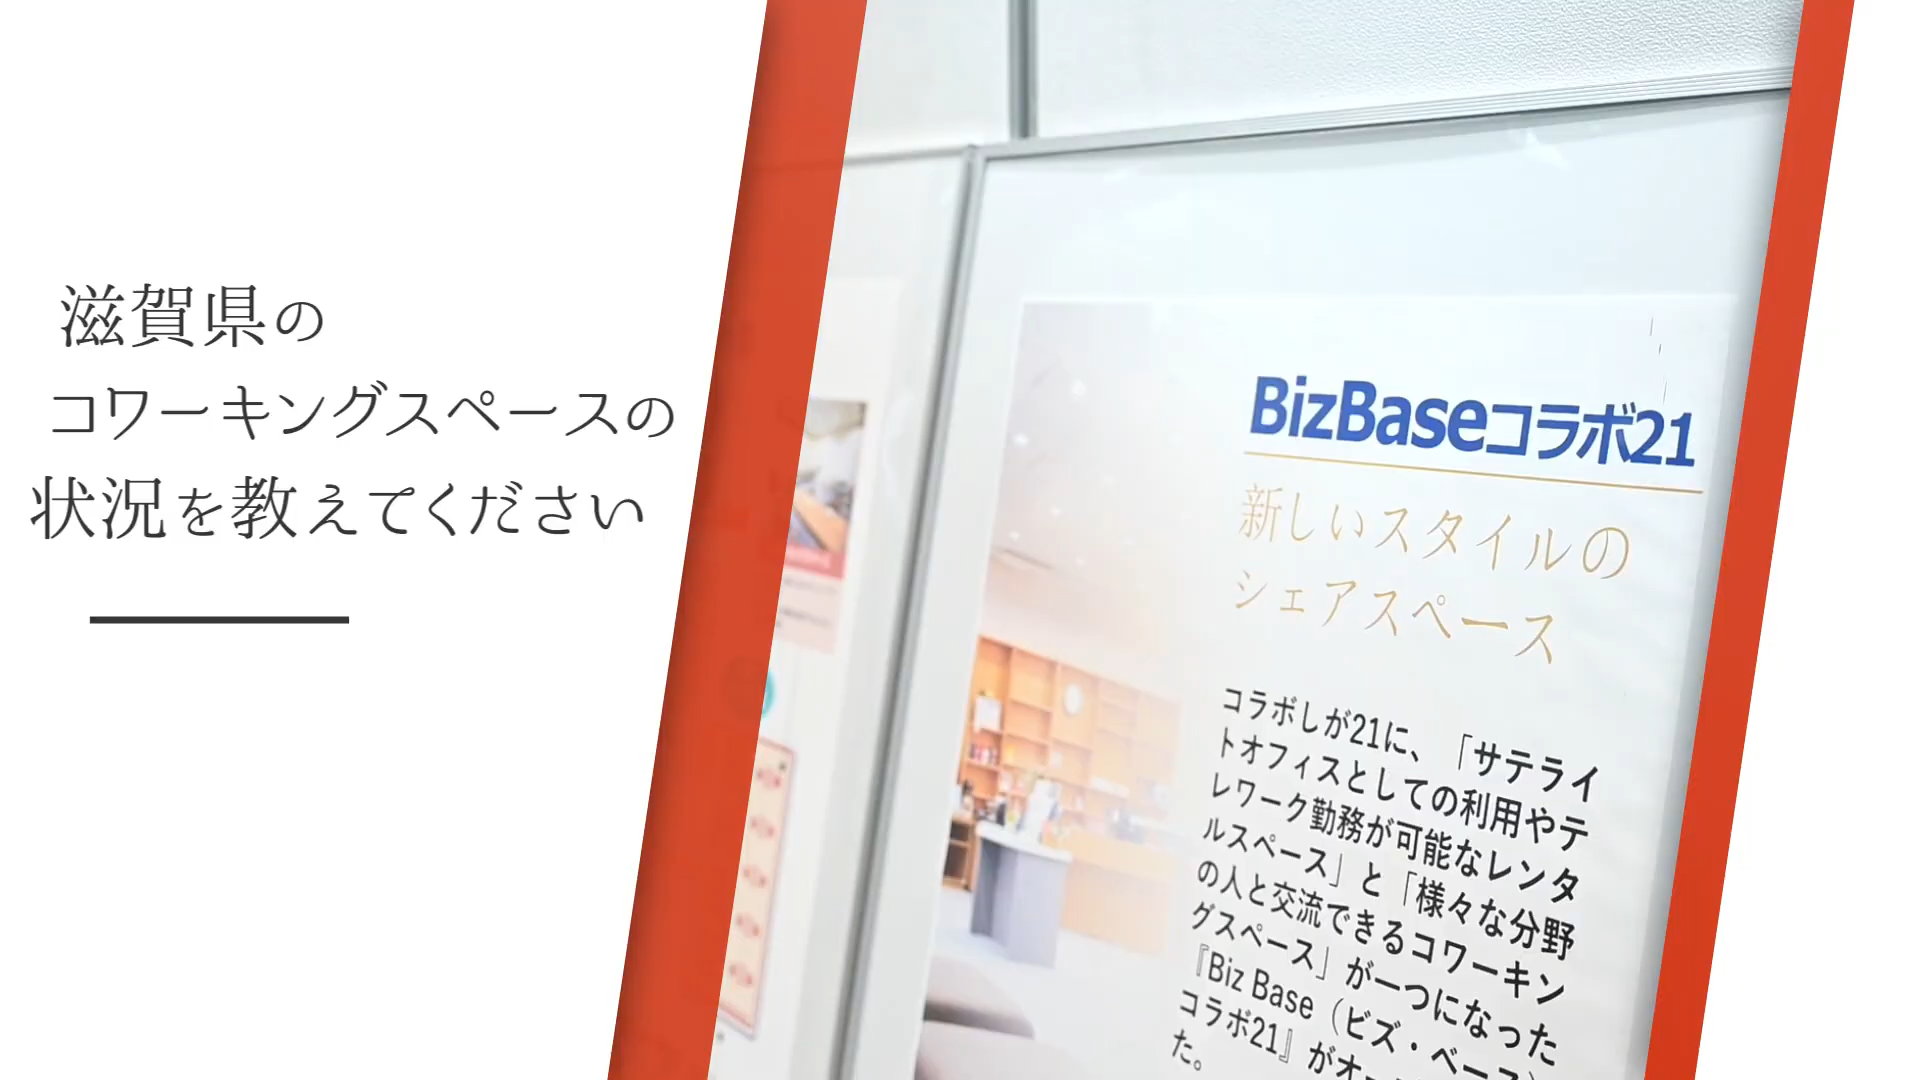 滋賀県の
コワーキングスペースの
状況を教えてください
BizBaseコラボ21
新しいスタイルの
シェアスペース
コラボしが21に、「サテライ
トオフィスとしての利用やテ
レワーク勤務が可能なレンタ
ルスペース」と「様々な分野
の人と交流できるコワーキン
グスペース」が一つになった
『Biz Base（ビズ・ベース）
コラボ21』がオー
た。